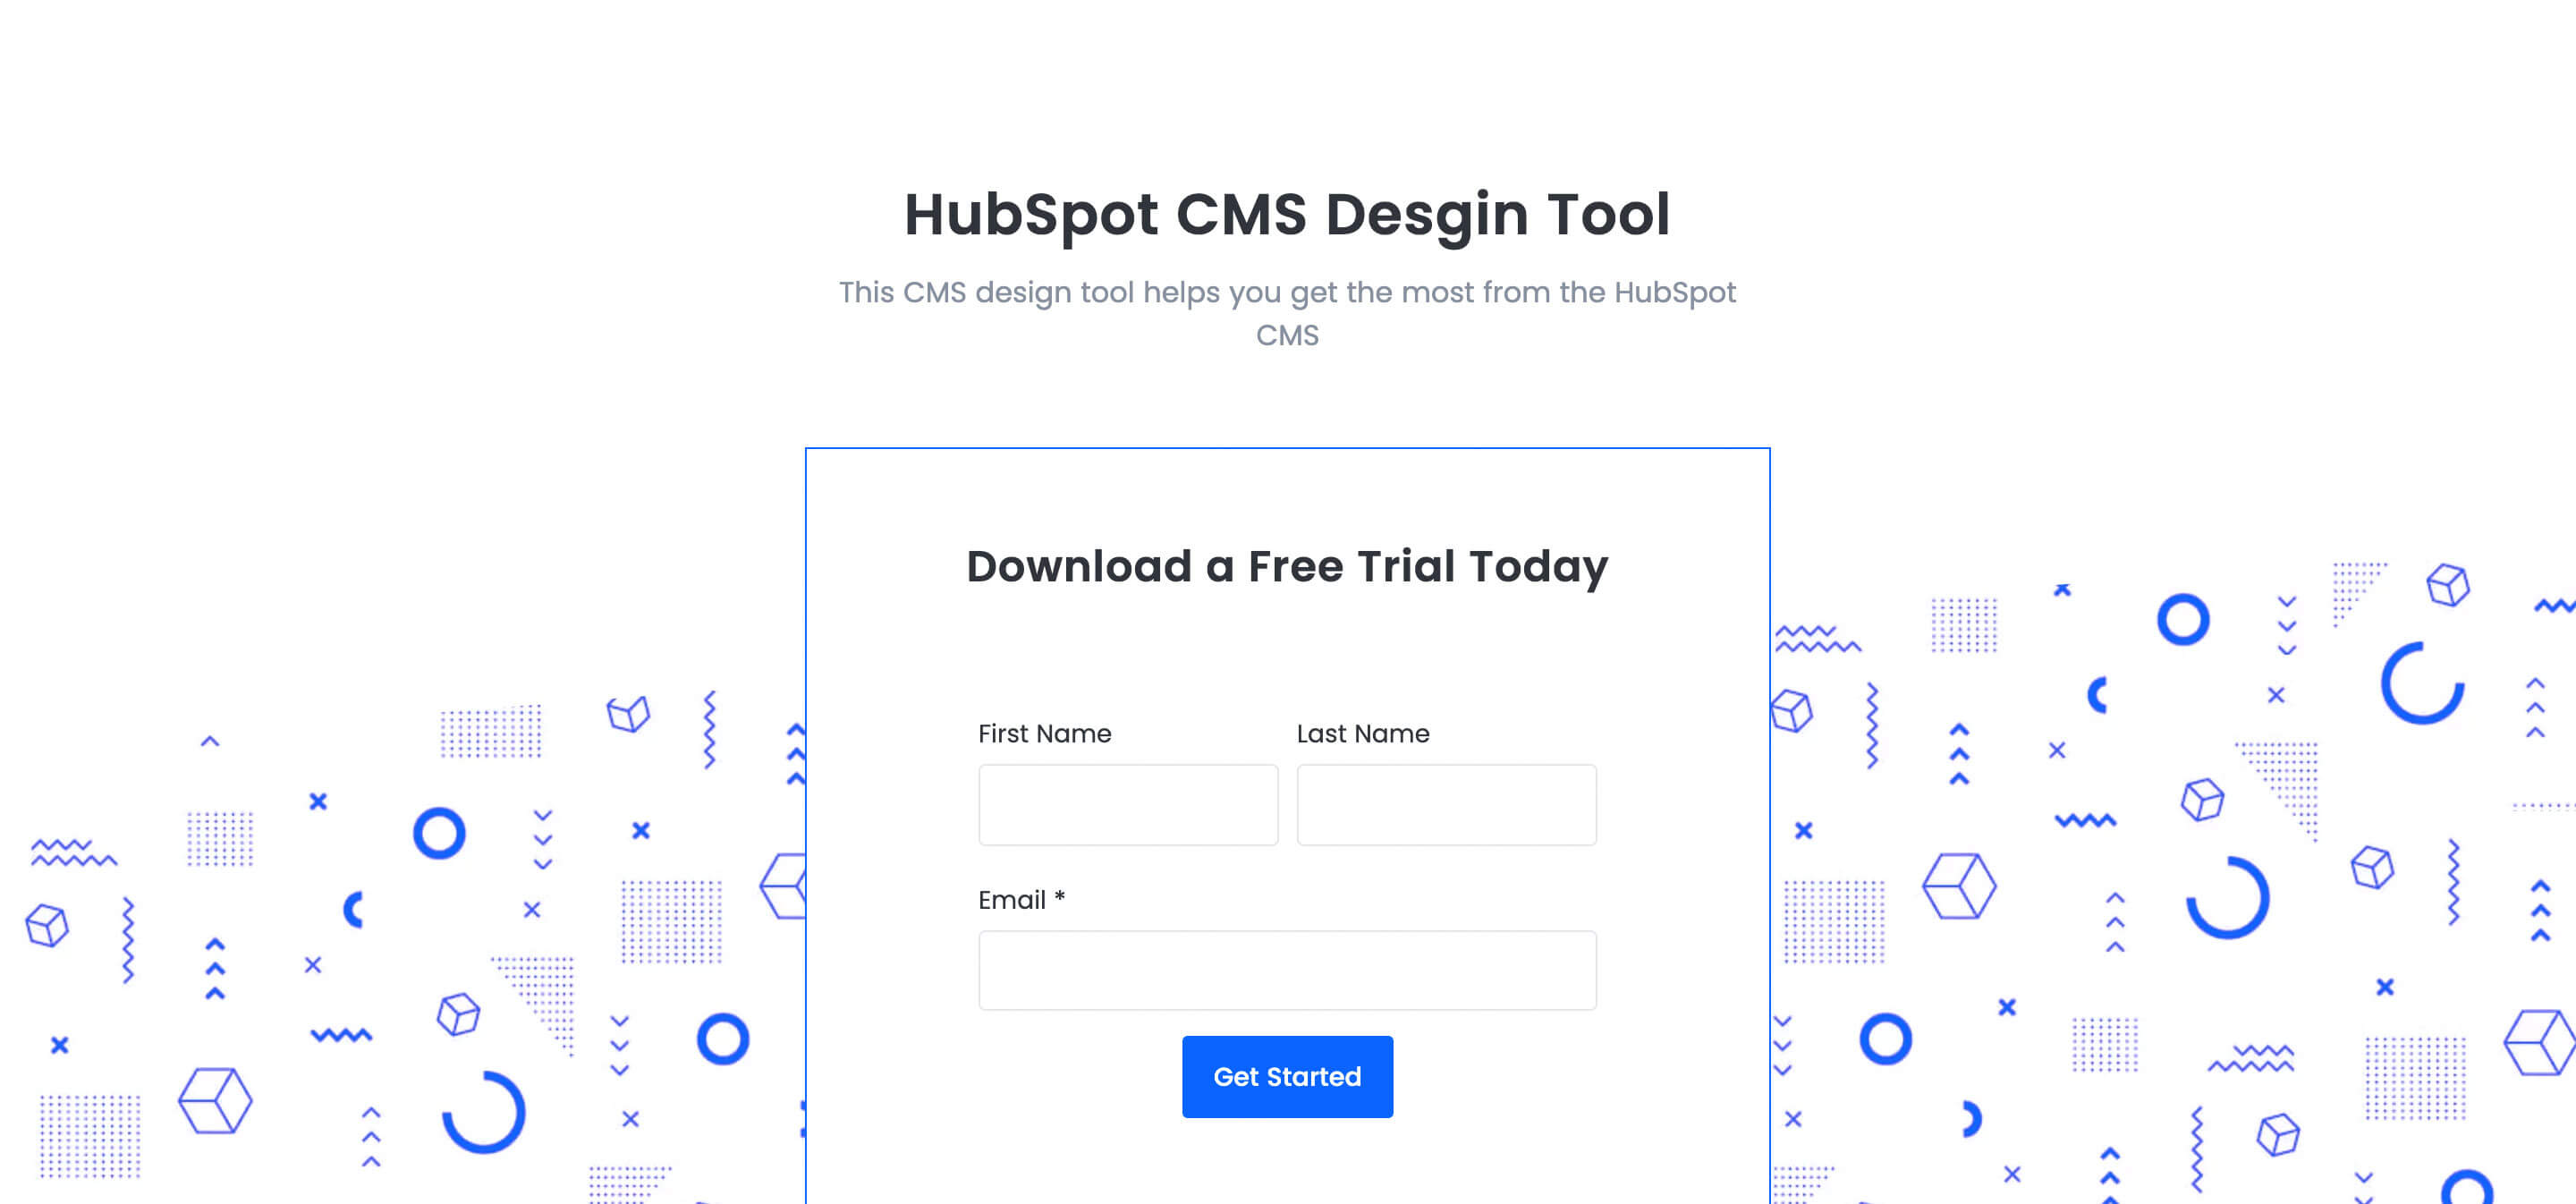 HubSpot CMS Desgin Tool
This CMS design tool helps you get the most from the HubSpot
CMS
Download a Free Trial Today
First Name
Last Name
Email *
Get Started